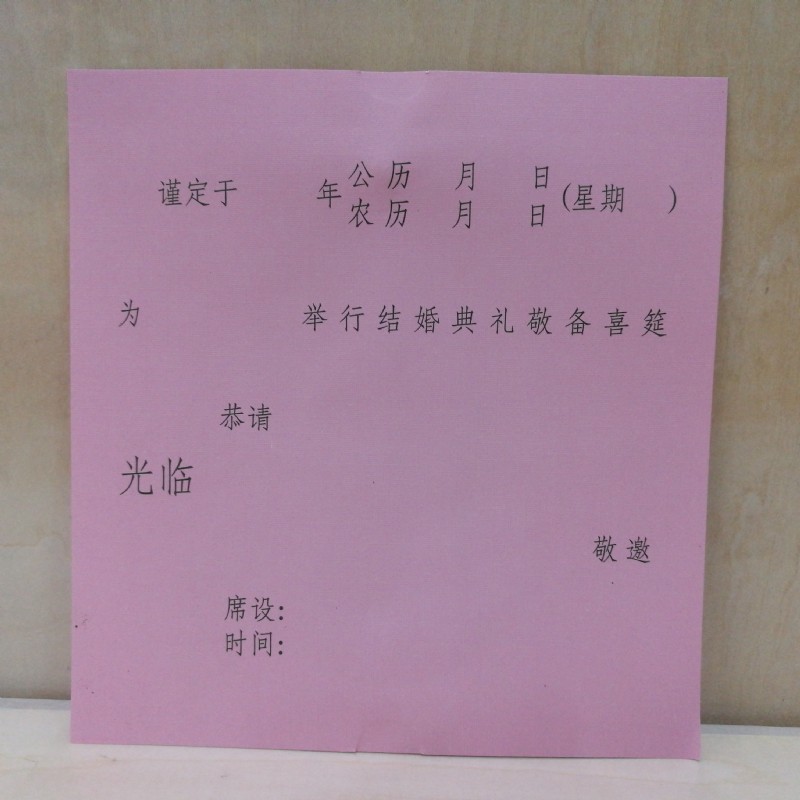 谨定于 年 公历 月 日 (星期 )
农历 月 日
为 举行结婚典礼敬备喜筵
恭请
光临
敬邀
席设:
时间: